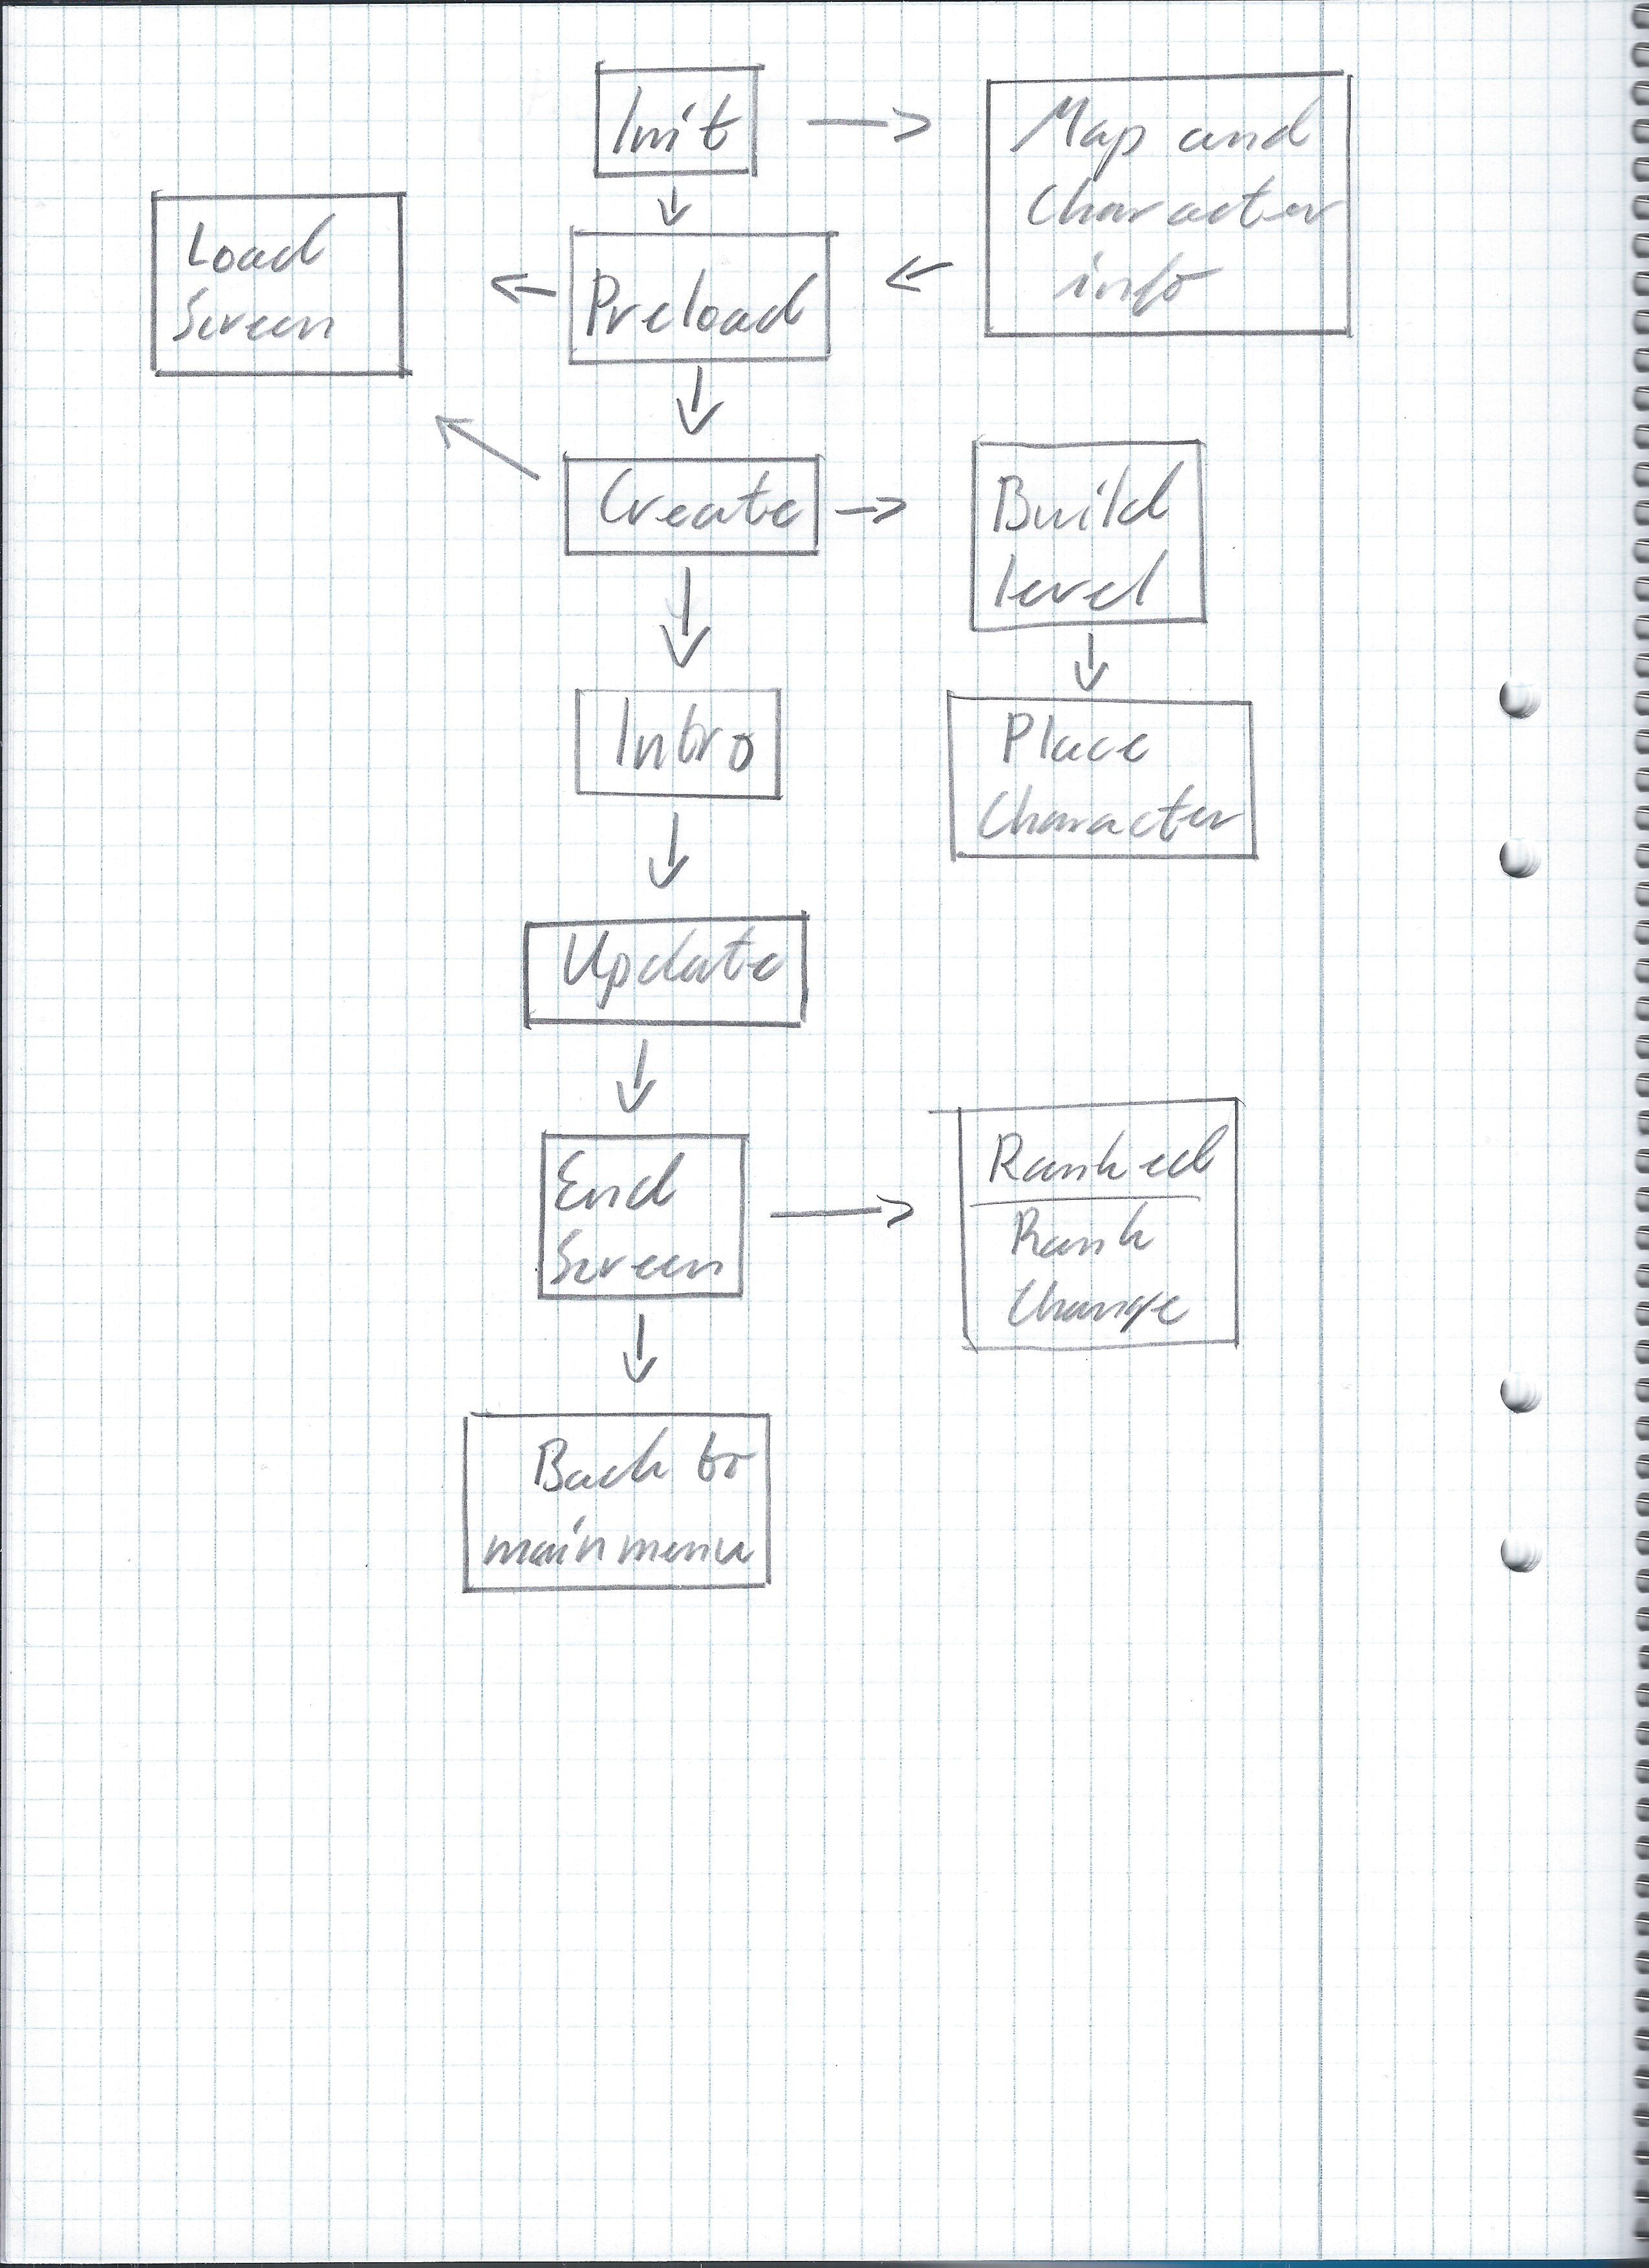 Init
Map and
Character
info
Load
Screen
Preload
Create
Build
level
Intro
Place
Character
Update
End
Screen
Ranked
Rank
Change
Back to
main menu